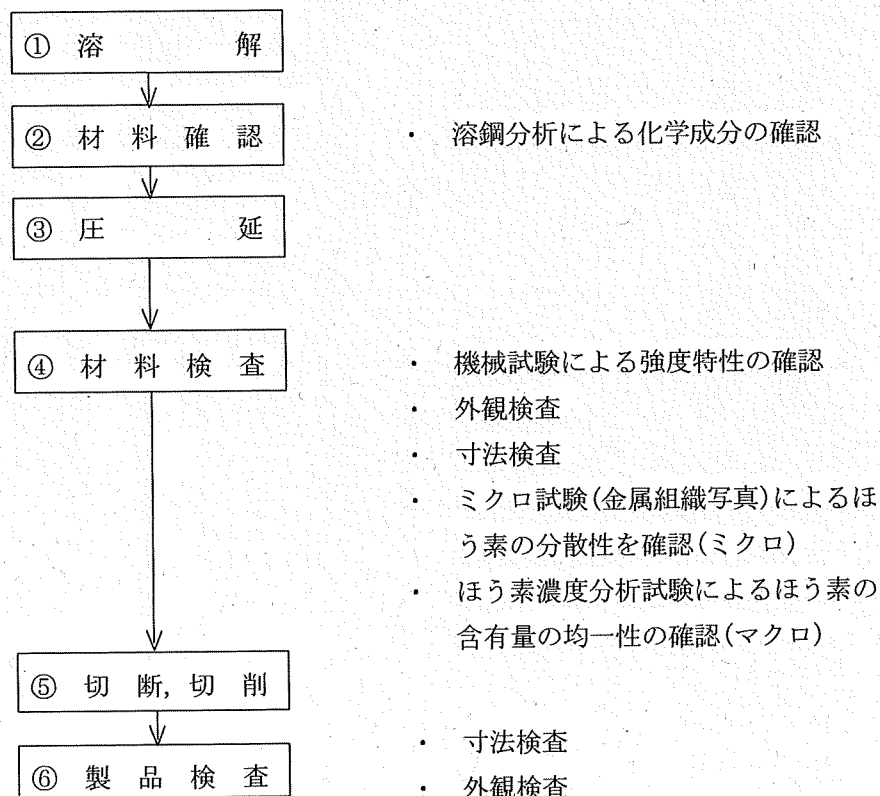 ① 溶 解
② 材 料 確 認
・ 溶鋼分析による化学成分の確認
③ 圧 延
④ 材 料 検 査
・ 機械試験による強度特性の確認
・ 外観検査
・ 寸法検査
・ ミクロ試験(金属組織写真)によるほ
う素の分散性を確認(ミクロ)
・ ほう素濃度分析試験によるほう素の
含有量の均一性の確認(マクロ)
⑤ 切 断, 切 削
⑥ 製 品 検 査
・ 寸法検査
・ 外観検査